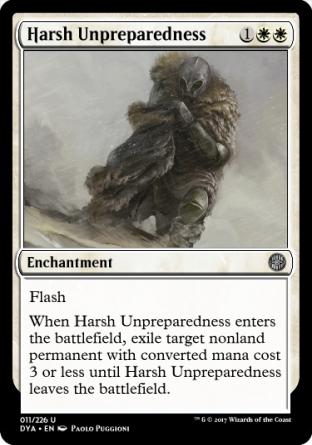 Harsh Unpreparedness 1
Enchantment
Flash
When Harsh Unpreparedness enters
the battlefield, exile target nonland
permanent with converted mana cost
3 or less until Harsh Unpreparedness
leaves the battlefield.
011/226 U
DYA • EN Paolo Puggioni
™ & © 2017 Wizards of the Coast